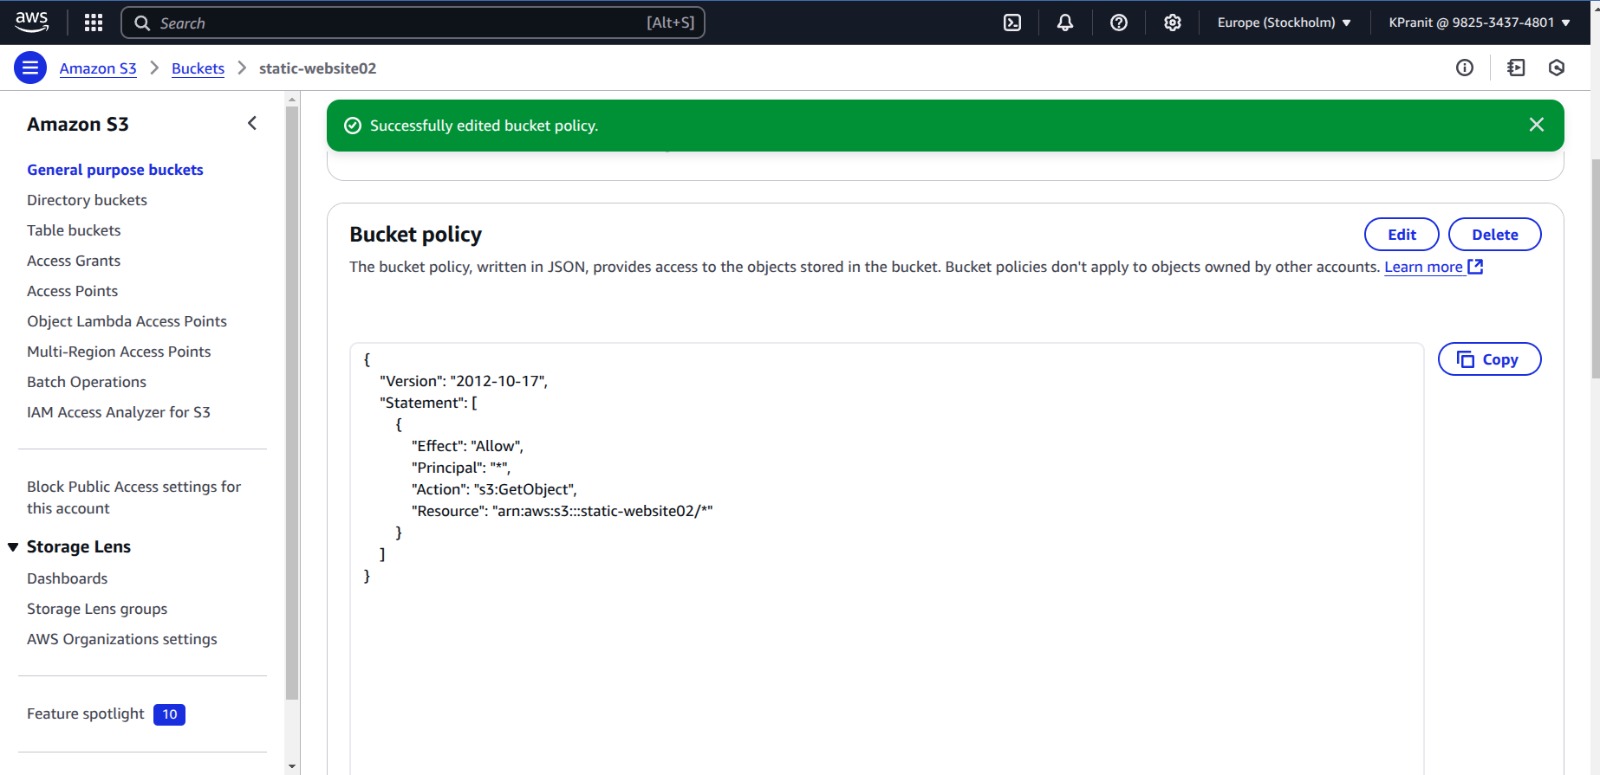 aws
Search
[Alt+S]
Europe (Stockholm)
KPranit @ 9825-3437-4801
Amazon S3
Buckets
static-website02
Amazon S3
General purpose buckets
Directory buckets
Table buckets
Access Grants
Access Points
Object Lambda Access Points
Multi-Region Access Points
Batch Operations
IAM Access Analyzer for S3
Block Public Access settings for
this account
Storage Lens
Dashboards
Storage Lens groups
AWS Organizations settings
Feature spotlight 10
Successfully edited bucket policy.
Bucket policy
Edit
Delete
The bucket policy, written in JSON, provides access to the objects stored in the bucket. Bucket policies don't apply to objects owned by other accounts. Learn more
Copy
{
"Version": "2012-10-17",
"Statement": [
{
"Effect": "Allow",
"Principal": "*",
"Action": "s3:GetObject",
"Resource": "arn:aws:s3:::static-website02/*"
}
]
}